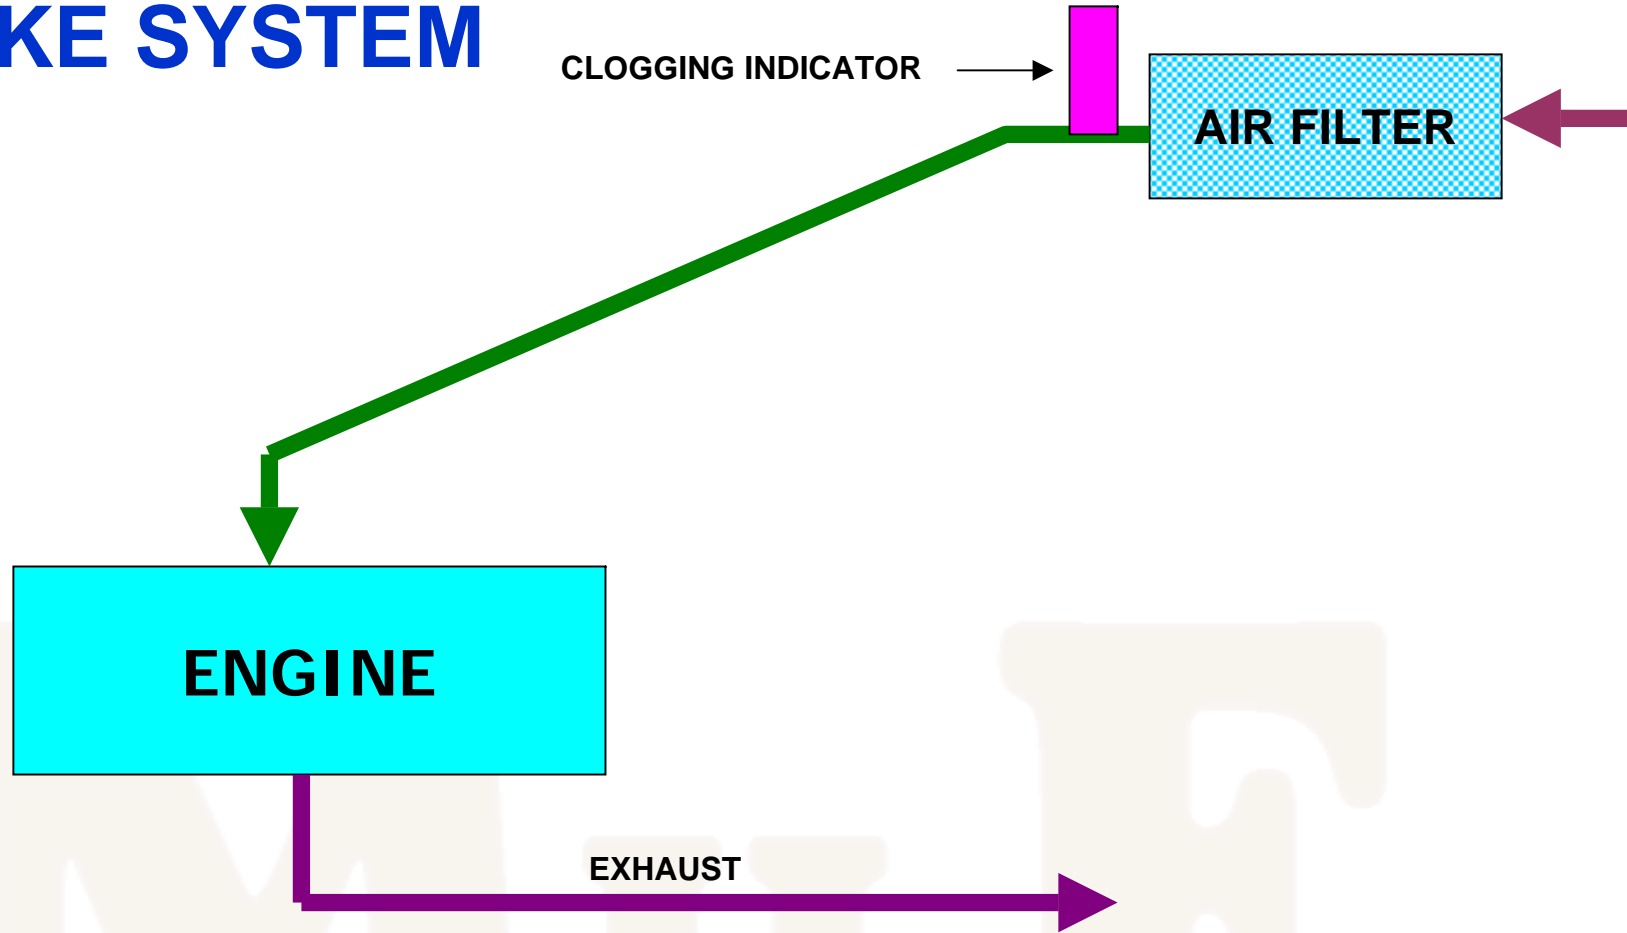 KE SYSTEM
CLOGGING INDICATOR
AIR FILTER
ENGINE
EXHAUST